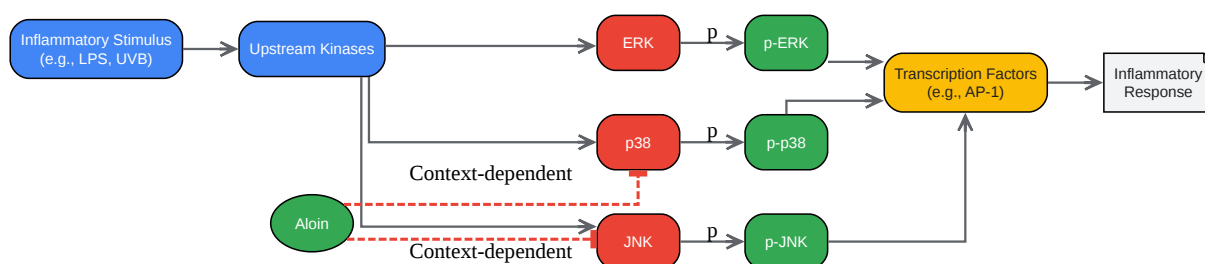 Inflammatory Stimulus
(e.g., LPS, UVB)
Upstream Kinases
ERK
p
p-ERK
Transcription Factors
(e.g., AP-1)
Inflammatory
Response
p38
p
p-p38
Context-dependent
Aloin
JNK
p
p-JNK
Context-dependent